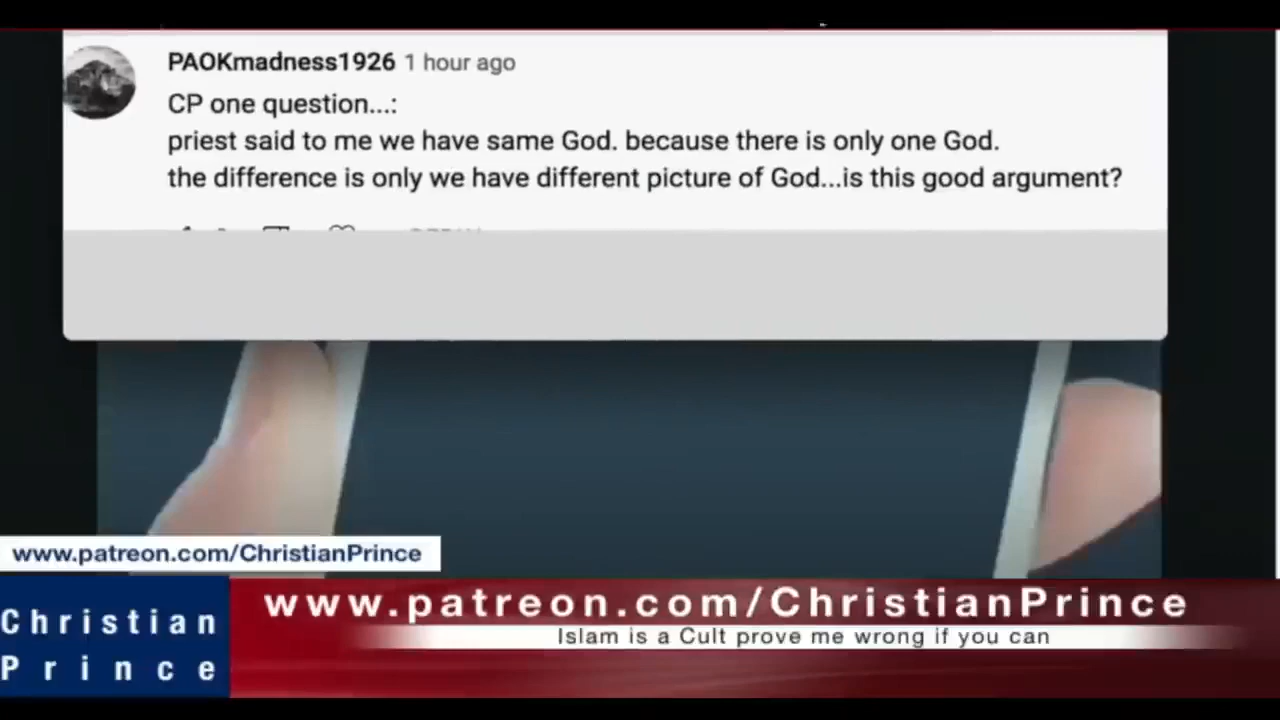 PAOKmadness1926 1 hour ago
CP one question...:
priest said to me we have same God. because there is only one God.
the difference is only we have different picture of God...is this good argument?
www.patreon.com/ChristianPrince
www.patreon.com/ChristianPrince
Islam is a Cult prove me wrong if you can
Christian
Prince